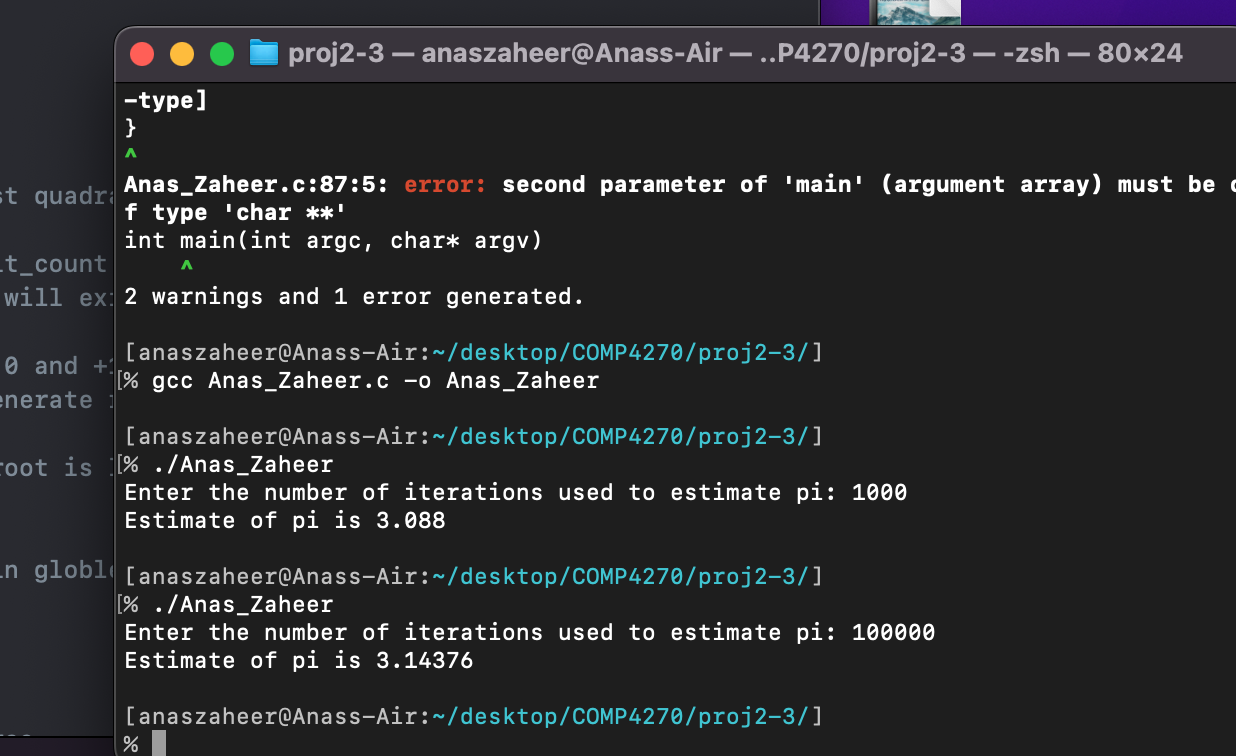 proj2-3 — anaszaheer@Anass-Air — ..P4270/proj2-3 — -zsh — 80×24
-type]
}
^
Anas_Zaheer.c:87:5: error: second parameter of 'main' (argument array) must be o
f type 'char **'
int main(int argc, char* argv)
^
2 warnings and 1 error generated.
[anaszaheer@Anass-Air:~/desktop/COMP4270/proj2-3/]
[% gcc Anas_Zaheer.c -o Anas_Zaheer
[anaszaheer@Anass-Air:~/desktop/COMP4270/proj2-3/]
[% ./Anas_Zaheer
Enter the number of iterations used to estimate pi: 1000
Estimate of pi is 3.088
[anaszaheer@Anass-Air:~/desktop/COMP4270/proj2-3/]
[% ./Anas_Zaheer
Enter the number of iterations used to estimate pi: 100000
Estimate of pi is 3.14376
[anaszaheer@Anass-Air:~/desktop/COMP4270/proj2-3/]
%
st quadra
it_count
will ex
0 and +1
enerate
root is
in globl